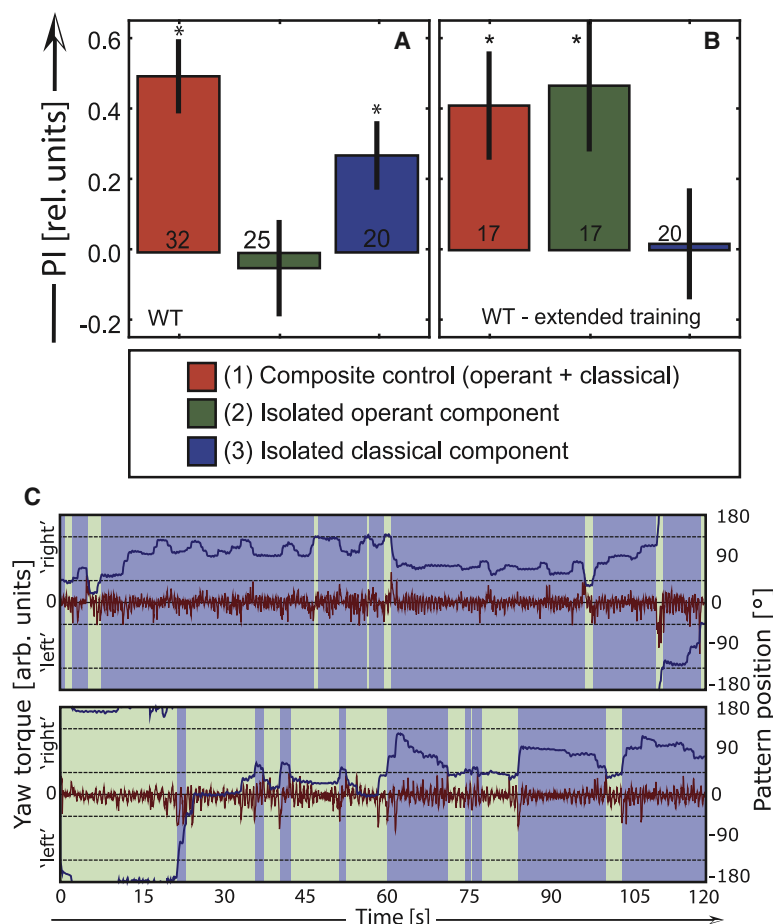 PI [rel. units]
0.6
0.4
0.2
0.0
-0.2
A
*
*
32
25
20
WT
B
*
*
17
17
20
WT - extended training
(1) Composite control (operant + classical)
(2) Isolated operant component
(3) Isolated classical component
C
Yaw torque [arb. units]
'right'
0
'left'
180
90
0
-90
-180
'right'
0
'left'
180
90
0
-90
-180
Pattern position [°]
0 15 30 45 60 75 90 105 120
Time [s]